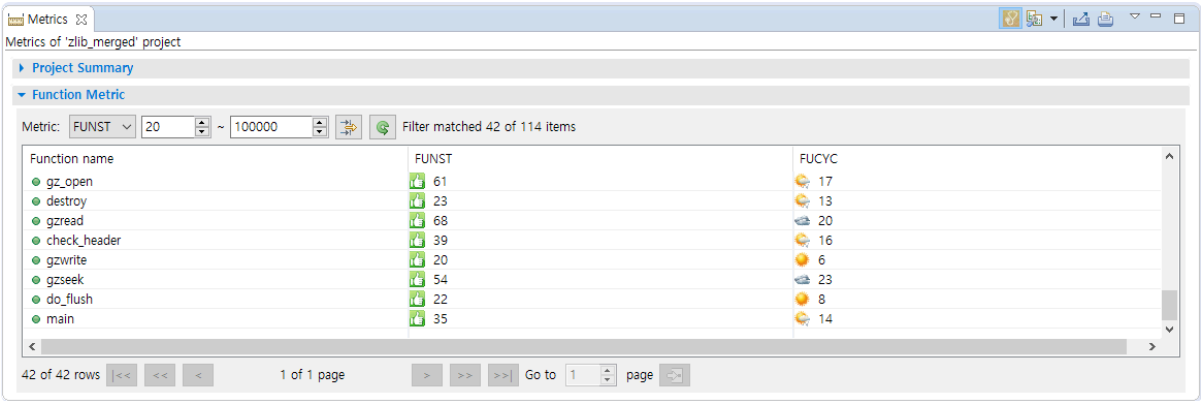 Metrics
Metrics of 'zlib_merged' project
Project Summary
Function Metric
Metric: FUNST 20 ~ 100000 Filter matched 42 of 114 items
Function name FUNST FUCYC
gz_open 61 17
destroy 23 13
gzread 68 20
check_header 39 16
gzwrite 20 6
gzseek 54 23
do_flush 22 8
main 35 14
42 of 42 rows |<< << < 1 of 1 page > >> >>| Go to 1 page